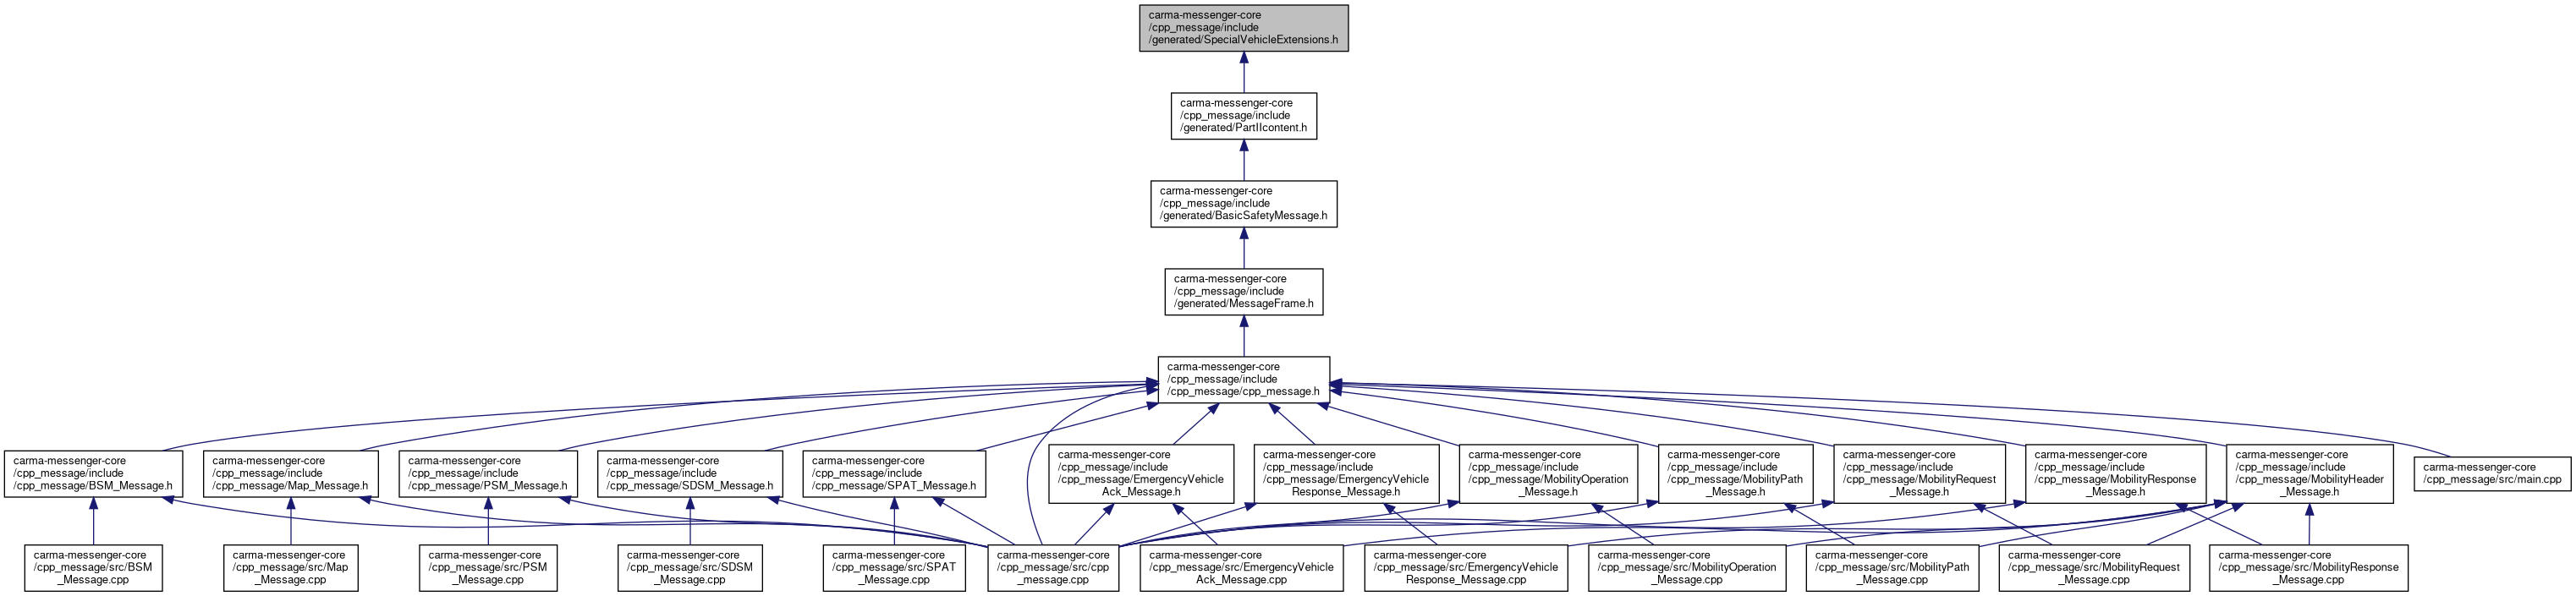 carma-messenger-core
/cpp_message/include
/generated/SpecialVehicleExtensions.h
carma-messenger-core
/cpp_message/include
/generated/PartIIcontent.h
carma-messenger-core
/cpp_message/include
/generated/BasicSafetyMessage.h
carma-messenger-core
/cpp_message/include
/generated/MessageFrame.h
carma-messenger-core
/cpp_message/include
/cpp_message/cpp_message.h
carma-messenger-core
/cpp_message/include
/cpp_message/BSM_Message.h
carma-messenger-core
/cpp_message/include
/cpp_message/Map_Message.h
carma-messenger-core
/cpp_message/include
/cpp_message/PSM_Message.h
carma-messenger-core
/cpp_message/include
/cpp_message/SDSM_Message.h
carma-messenger-core
/cpp_message/include
/cpp_message/SPAT_Message.h
carma-messenger-core
/cpp_message/include
/cpp_message/EmergencyVehicle
Ack_Message.h
carma-messenger-core
/cpp_message/include
/cpp_message/EmergencyVehicle
Response_Message.h
carma-messenger-core
/cpp_message/include
/cpp_message/MobilityOperation
_Message.h
carma-messenger-core
/cpp_message/include
/cpp_message/MobilityPath
_Message.h
carma-messenger-core
/cpp_message/include
/cpp_message/MobilityRequest
_Message.h
carma-messenger-core
/cpp_message/include
/cpp_message/MobilityResponse
_Message.h
carma-messenger-core
/cpp_message/include
/cpp_message/MobilityHeader
_Message.h
carma-messenger-core
/cpp_message/src/main.cpp
carma-messenger-core
/cpp_message/src/BSM
_Message.cpp
carma-messenger-core
/cpp_message/src/Map
_Message.cpp
carma-messenger-core
/cpp_message/src/PSM
_Message.cpp
carma-messenger-core
/cpp_message/src/SDSM
_Message.cpp
carma-messenger-core
/cpp_message/src/SPAT
_Message.cpp
carma-messenger-core
/cpp_message/src/cpp
_message.cpp
carma-messenger-core
/cpp_message/src/EmergencyVehicle
Ack_Message.cpp
carma-messenger-core
/cpp_message/src/EmergencyVehicle
Response_Message.cpp
carma-messenger-core
/cpp_message/src/MobilityOperation
_Message.cpp
carma-messenger-core
/cpp_message/src/MobilityPath
_Message.cpp
carma-messenger-core
/cpp_message/src/MobilityRequest
_Message.cpp
carma-messenger-core
/cpp_message/src/MobilityResponse
_Message.cpp